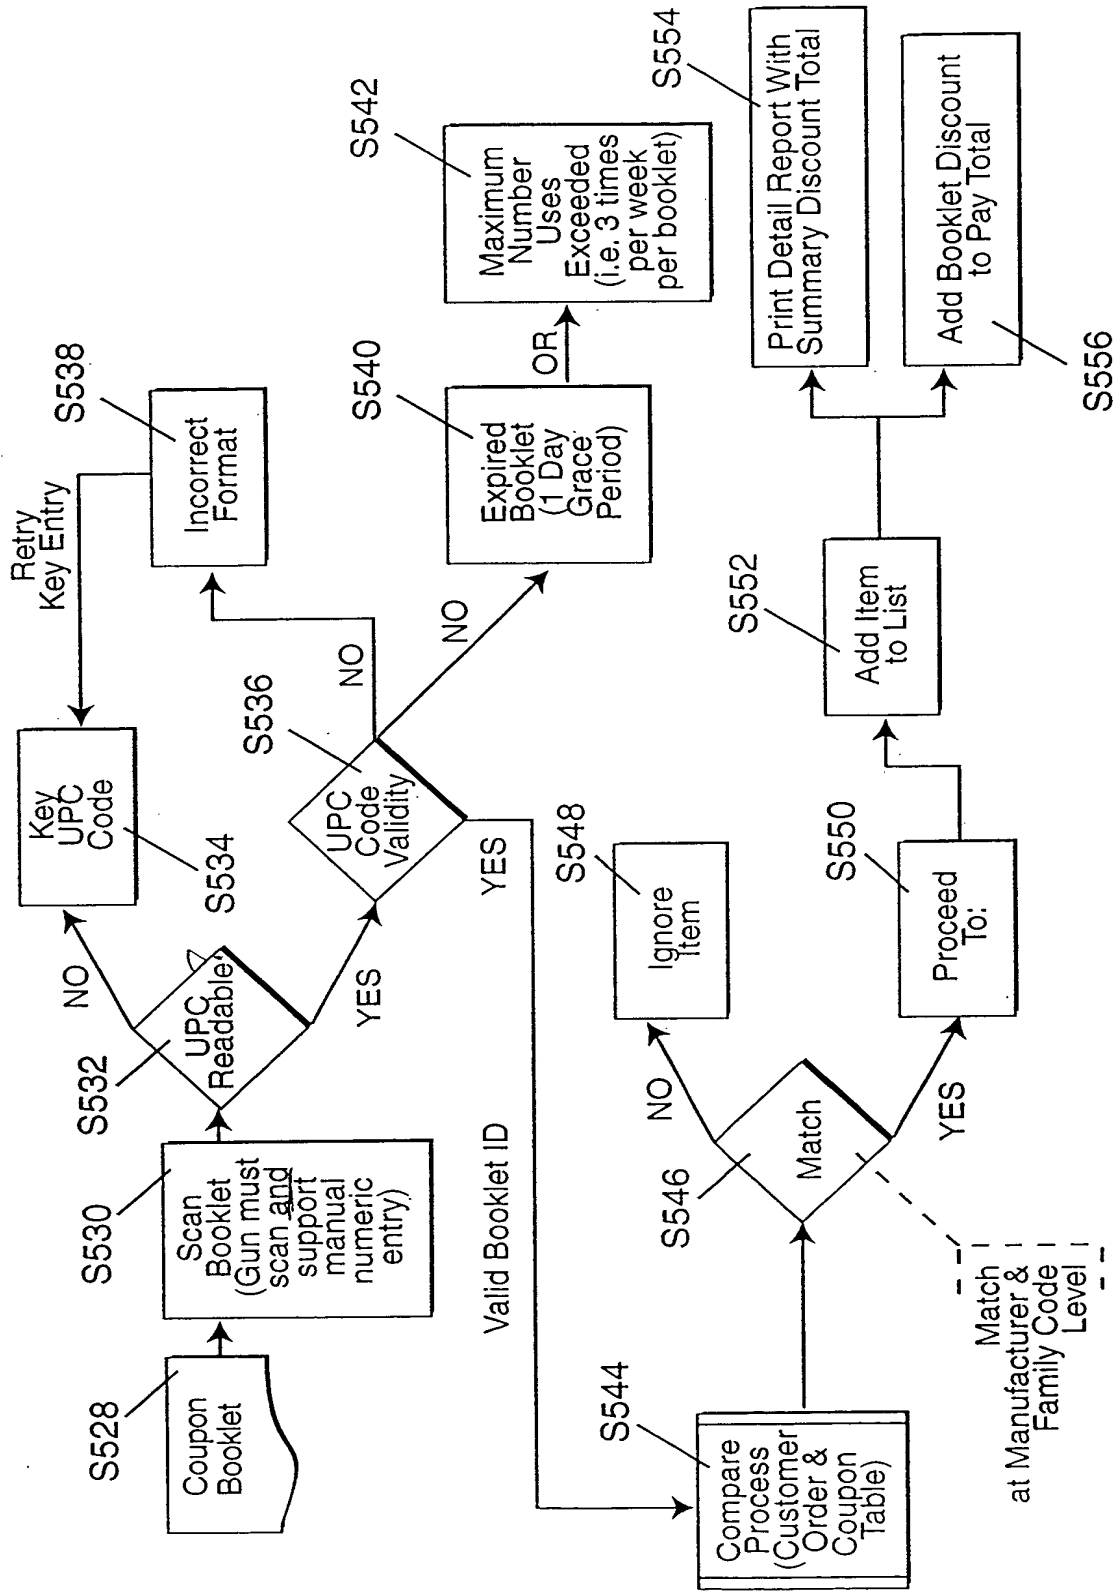 S528
Coupon
Booklet
S530
Scan
Booklet
(Gun must
scan and
support
manual
numeric
entry)
S532
UPC
Readable
NO
YES
Key
UPC
Code
S534
Retry
Key Entry
S536
UPC
Code
Validity
NO
NO
YES
S538
Incorrect
Format
S540
Expired
Booklet
(1 Day
Grace
Period)
OR
S542
Maximum
Number
Uses
Exceeded
(i.e. 3 times
per week
per booklet)
Valid Booklet ID
S544
Compare
Process
(Customer
Order &
Coupon
Table)
S546
Match
Match
at Manufacturer &
Family Code
Level
NO
YES
S548
Ignore
Item
S550
Proceed
To:
S552
Add Item
to List
S554
Print Detail Report With
Summary Discount Total
Add Booklet Discount
to Pay Total
S556